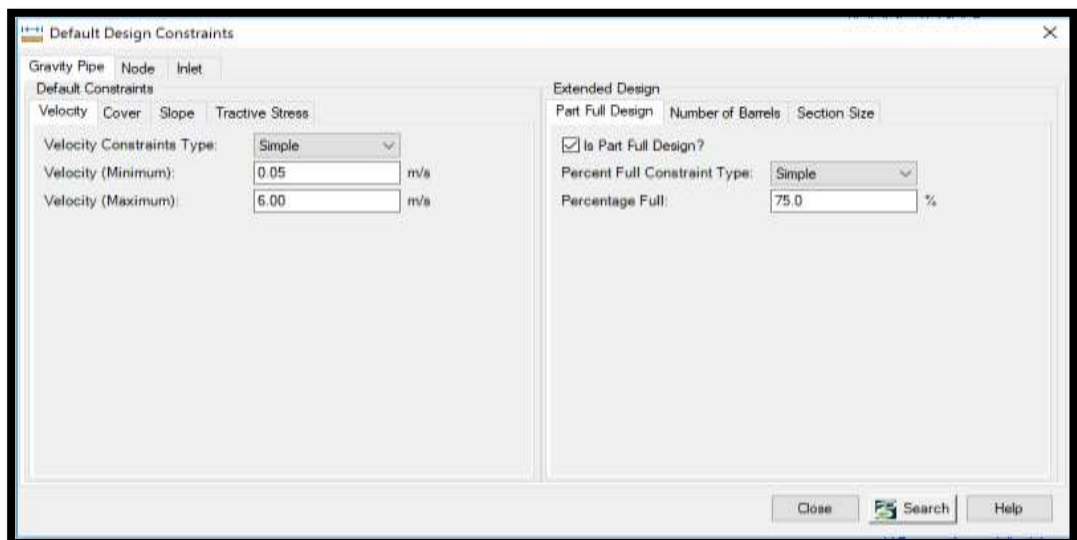 Default Design Constraints
Gravity Pipe Node Inlet
Default Constraints
Velocity Cover Slope Tractive Stress
Velocity Constraints Type: Simple
Velocity (Minimum): 0.05 m/s
Velocity (Maximum): 6.00 m/s
Extended Design
Part Full Design Number of Barrels Section Size
Is Part Full Design?
Percent Full Constraint Type: Simple
Percentage Full: 75.0 %
Close Search Help